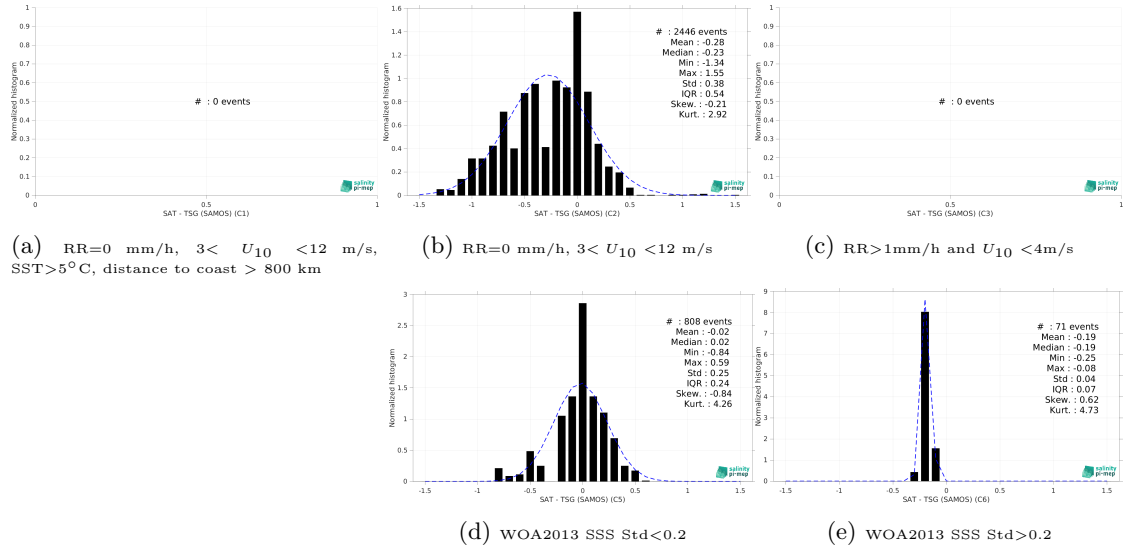 Normalized histogram
1
0.9
0.8
0.7
0.6
0.5
0.4
0.3
0.2
0.1
0
# : 0 events
salinity
pi-mep
0 0.5 1
SAT - TSG (SAMOS) (C1)
(a) RR=0 mm/h, 3< U10 <12 m/s,
SST>5°C, distance to coast > 800 km
Normalized histogram
1.6
1.4
1.2
1
0.8
0.6
0.4
0.2
0
# : 2446 events
Mean : -0.28
Median : -0.23
Min : -1.34
Max : 1.55
Std : 0.38
IQR : 0.54
Skew. : -0.21
Kurt. : 2.92
salinity
pi-mep
-1.5 -1 -0.5 0 0.5 1 1.5
SAT - TSG (SAMOS) (C2)
(b) RR=0 mm/h, 3< U10 <12 m/s
Normalized histogram
1
0.9
0.8
0.7
0.6
0.5
0.4
0.3
0.2
0.1
0
# : 0 events
salinity
pi-mep
0 0.5 1
SAT - TSG (SAMOS) (C3)
(c) RR>1mm/h and U10 <4m/s
Normalized histogram
3
2.5
2
1.5
1
0.5
0
# : 808 events
Mean : -0.02
Median : 0.02
Min : -0.84
Max : 0.59
Std : 0.25
IQR : 0.24
Skew. : -0.84
Kurt. : 4.26
salinity
pi-mep
-1.5 -1 -0.5 0 0.5 1 1.5
SAT - TSG (SAMOS) (C5)
(d) WOA2013 SSS Std<0.2
Normalized histogram
9
8
7
6
5
4
3
2
1
0
# : 71 events
Mean : -0.19
Median : -0.19
Min : -0.25
Max : -0.08
Std : 0.04
IQR : 0.07
Skew. : 0.62
Kurt. : 4.73
salinity
pi-mep
-1.5 -1 -0.5 0 0.5 1 1.5
SAT - TSG (SAMOS) (C6)
(e) WOA2013 SSS Std>0.2